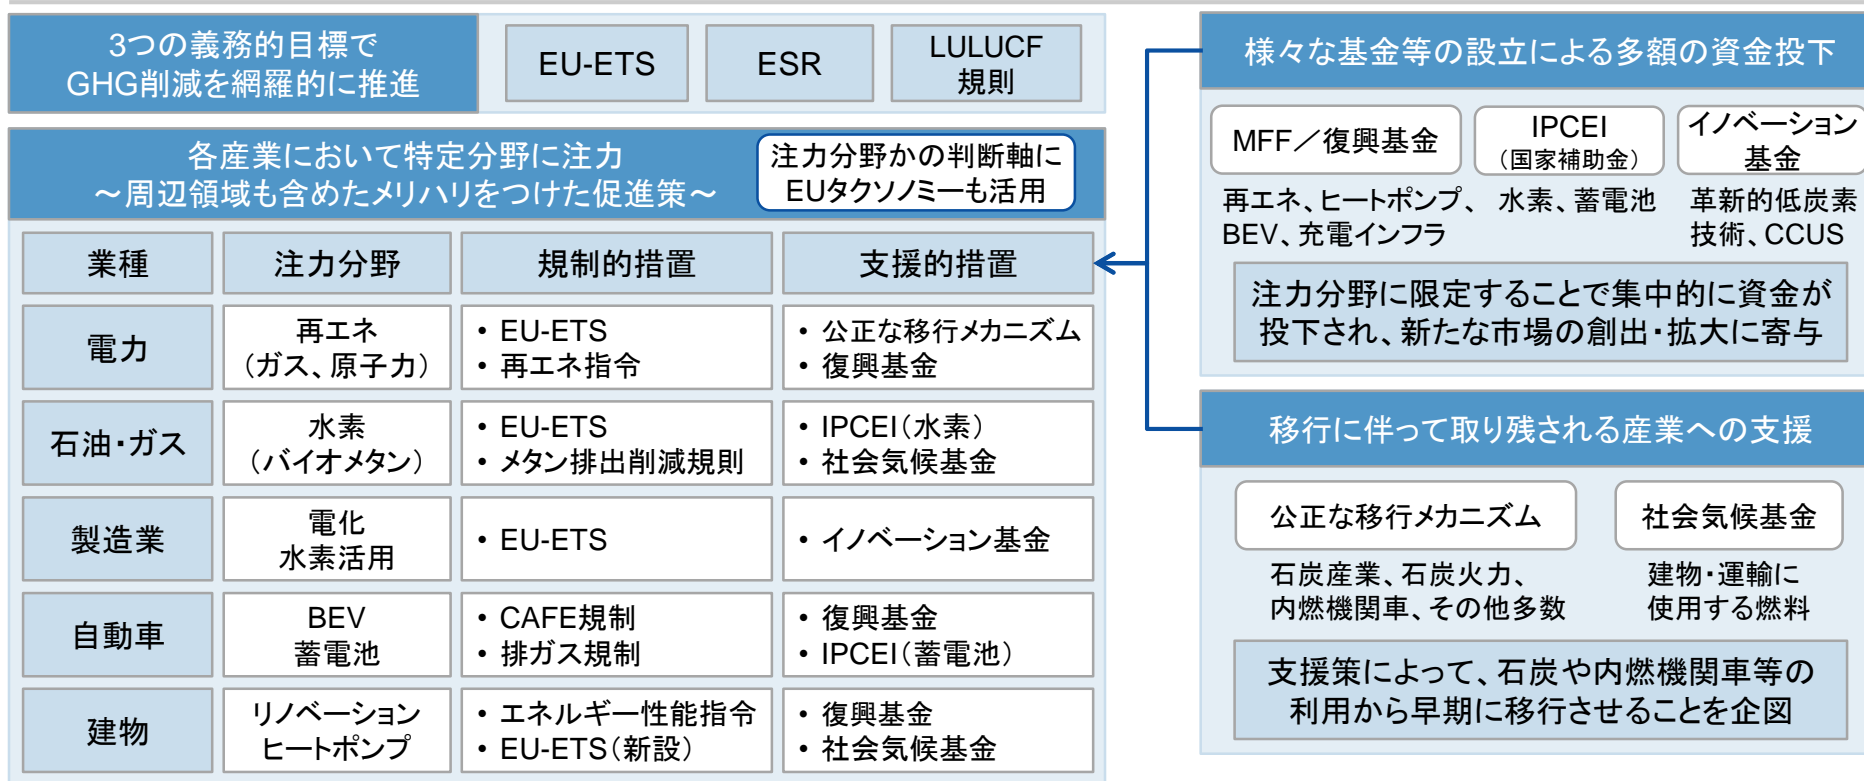 3つの義務的目標で
GHG削減を網羅的に推進
EU-ETS
ESR
LULUCF
規則
各産業において特定分野に注力
～周辺領域も含めたメリハリをつけた促進策～
注力分野かの判断軸に
EUタクソノミーも活用
業種
注力分野
規制的措置
支援的措置
電力
再エネ
（ガス、原子力）
• EU-ETS
• 再エネ指令
• 公正な移行メカニズム
• 復興基金
石油・ガス
水素
（バイオメタン）
• EU-ETS
• メタン排出削減規則
• IPCEI（水素）
• 社会気候基金
製造業
電化
水素活用
• EU-ETS
• イノベーション基金
自動車
BEV
蓄電池
• CAFE規制
• 排ガス規制
• 復興基金
• IPCEI（蓄電池）
建物
リノベーション
ヒートポンプ
• エネルギー性能指令
• EU-ETS（新設）
• 復興基金
• 社会気候基金
様々な基金等の設立による多額の資金投下
MFF／復興基金
IPCEI
（国家補助金）
イノベーション
基金
再エネ、ヒートポンプ、
BEV、充電インフラ
水素、蓄電池
革新的低炭素
技術、CCUS
注力分野に限定することで集中的に資金が
投下され、新たな市場の創出・拡大に寄与
移行に伴って取り残される産業への支援
公正な移行メカニズム
社会気候基金
石炭産業、石炭火力、
内燃機関車、その他多数
建物・運輸に
使用する燃料
支援策によって、石炭や内燃機関車等の
利用から早期に移行させることを企図